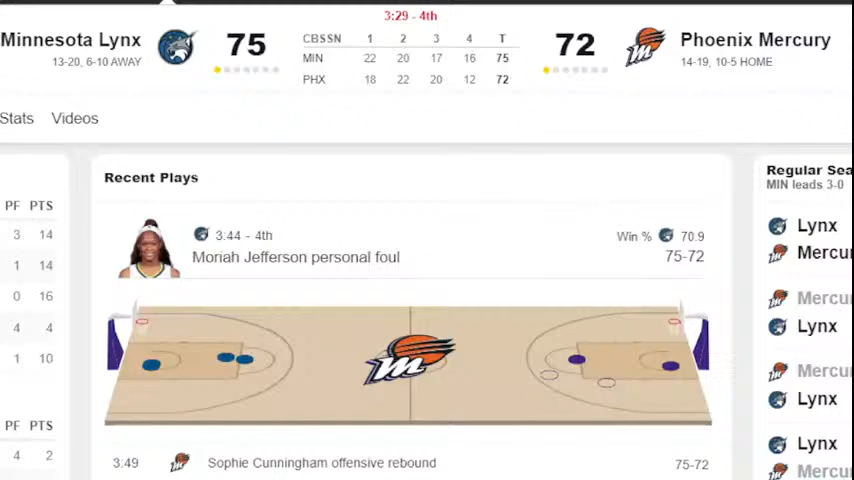 3:29 - 4th
Minnesota Lynx 75 CBSSN 1 2 3 4 T 72 Phoenix Mercury
13-20, 6-10 AWAY MIN 22 20 17 16 75 14-19, 10-5 HOME
PHX 18 22 20 12 72
Stats Videos
Recent Plays
Regular Sea
MIN leads 3-0
PF PTS
3 14
1 14
0 16
4 4
1 10
PF PTS
4 2
3:44 - 4th Win % 70.9
Moriah Jefferson personal foul 75-72
3:49 Sophie Cunningham offensive rebound 75-72
Lynx
Mercu
Mercu
Lynx
Mercu
Lynx
Lynx
Mercu